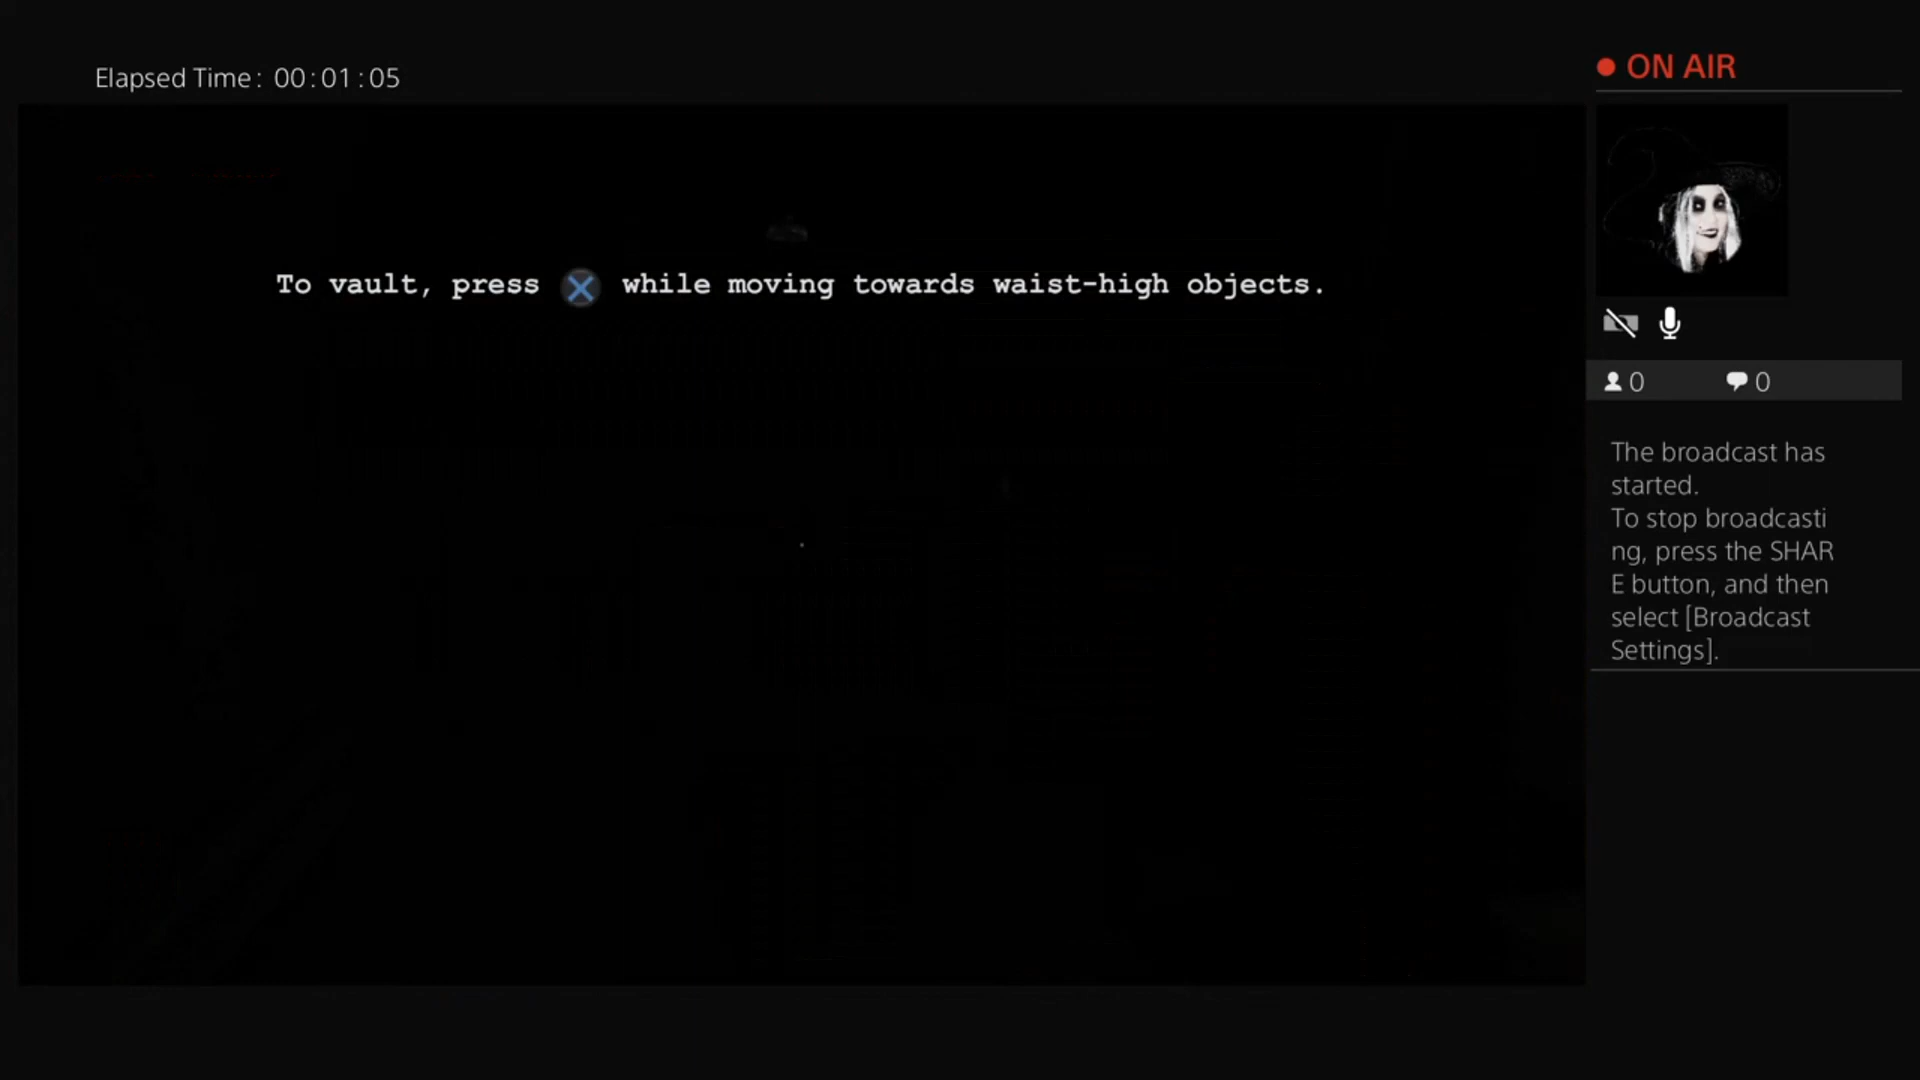 Elapsed Time: 00:01:05
ON AIR
To vault, press while moving towards waist-high objects.
0 0
The broadcast has
started.
To stop broadcasti
ng, press the SHAR
E button, and then
select [Broadcast
Settings].